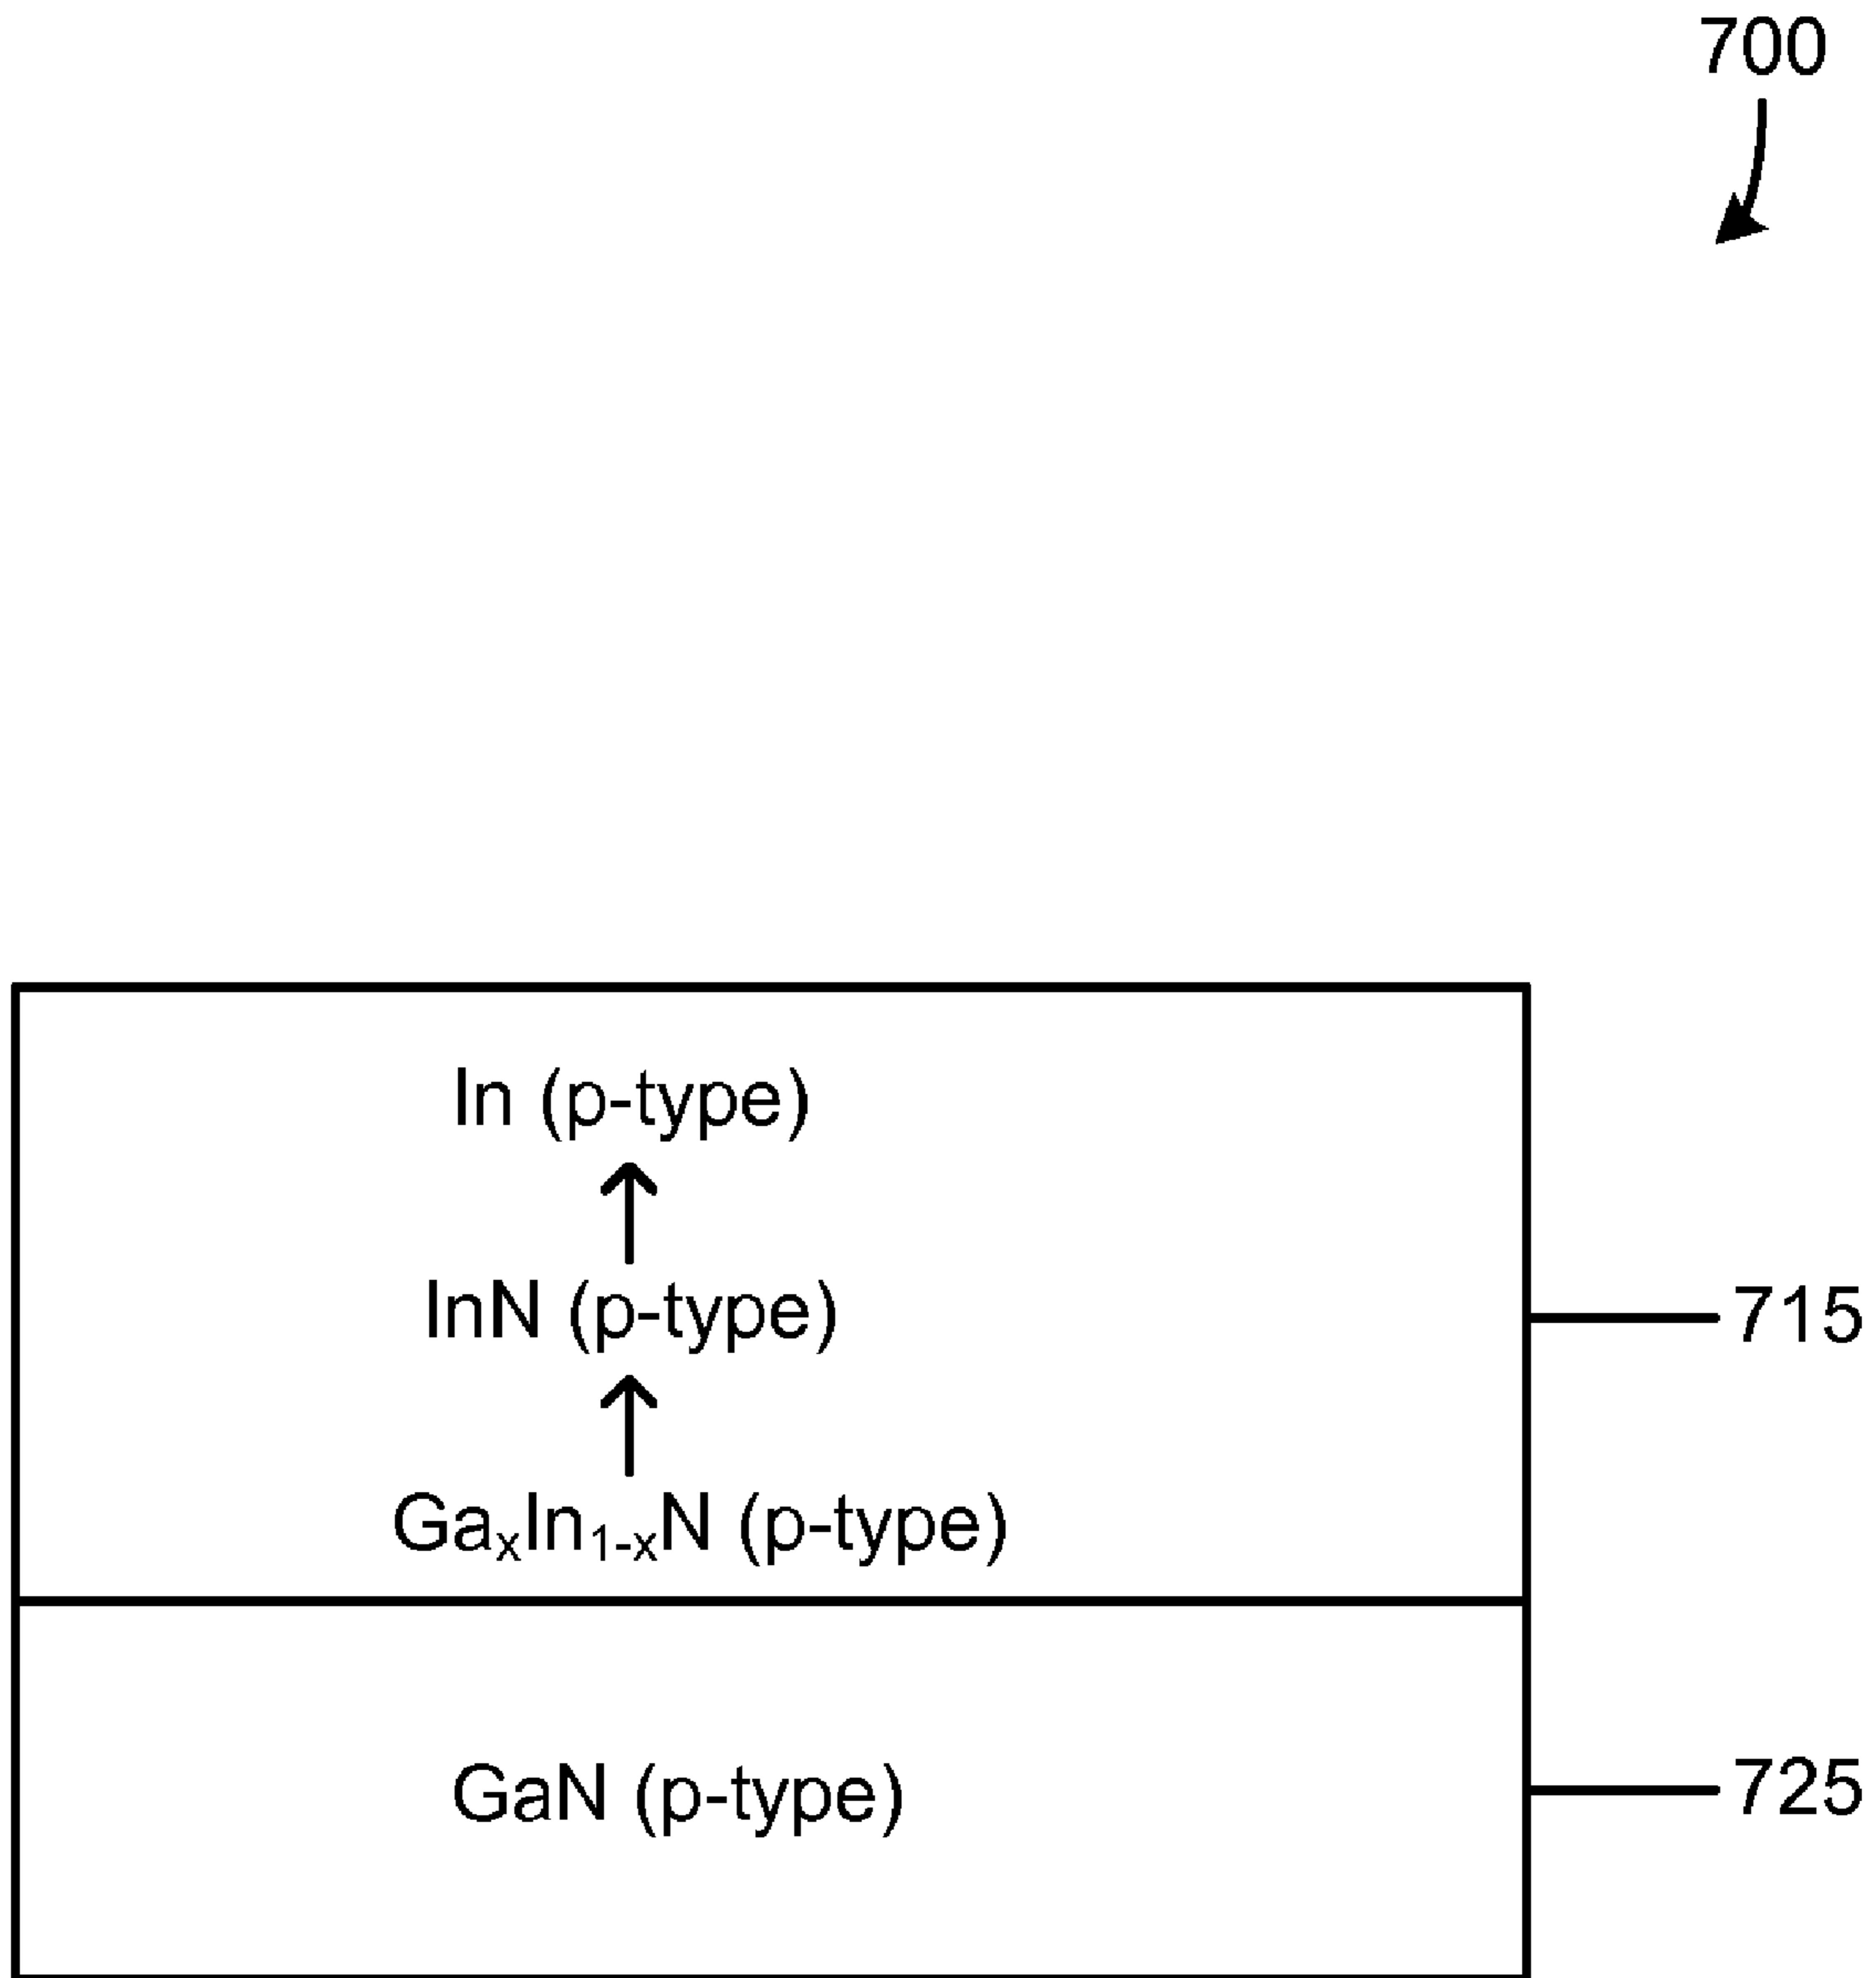 700
In (p-type)
InN (p-type)
715
GaₓIn₁₋ₓN (p-type)
GaN (p-type)
725